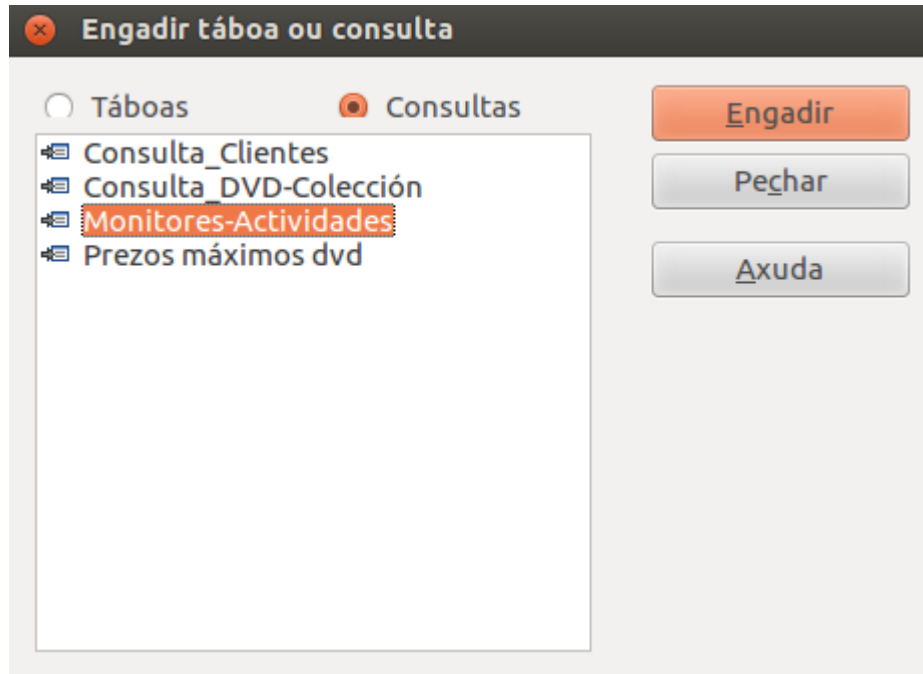 Engadir táboa ou consulta
Táboas Consultas
Engadir
Consulta_Clientes
Consulta_DVD-Colección
Pechar
Monitores-Actividades
Prezos máximos dvd
Axuda